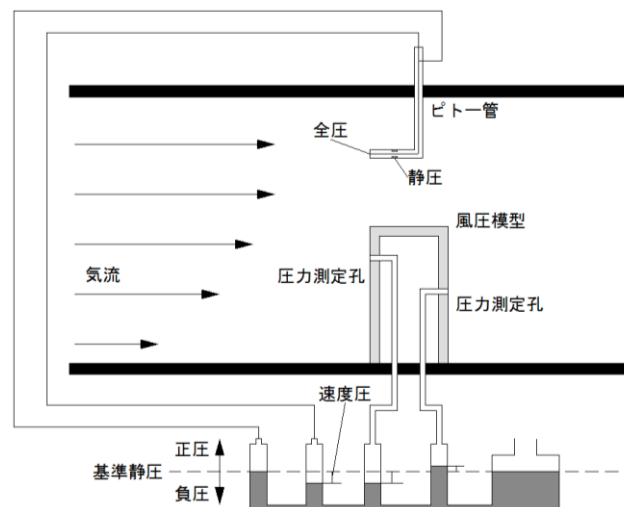 ピトー管
全圧
静圧
風圧模型
気流
圧力測定孔
圧力測定孔
速度圧
正圧
基準静圧
負圧